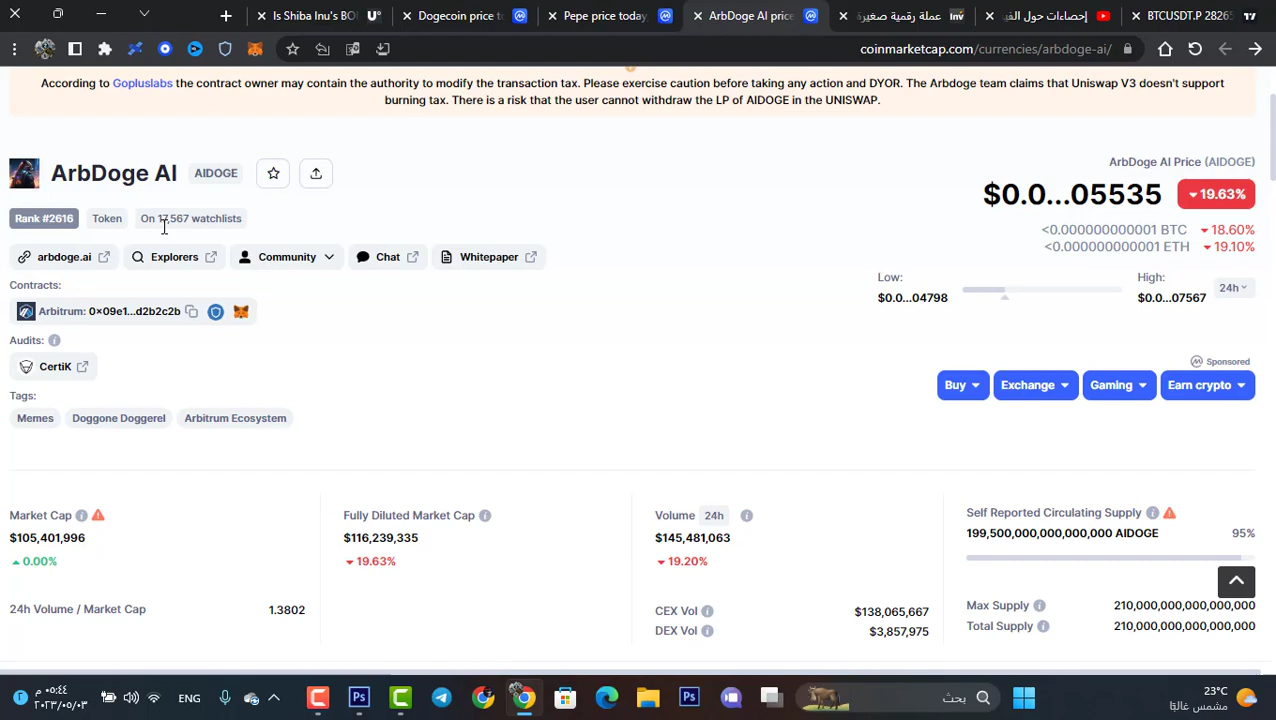 Is Shiba Inu's BO
Dogecoin price t
Pepe price today,
ArbDoge AI price
عملة رقمية صغيرة
إحصاءات حول الفيد
BTCUSDT.P 2826
coinmarketcap.com/currencies/arbdoge-ai/
According to Gopluslabs the contract owner may contain the authority to modify the transaction tax. Please exercise caution before taking any action and DYOR. The Arbdoge team claims that Uniswap V3 doesn't support
burning tax. There is a risk that the user cannot withdraw the LP of AIDOGE in the UNISWAP.
ArbDoge AI AIDOGE
Rank #2616 Token On 17,567 watchlists
arbdoge.ai Explorers Community Chat Whitepaper
Contracts:
Arbitrum: 0x09e1...d2b2c2b
Audits:
CertiK
Tags:
Memes Doggone Doggerel Arbitrum Ecosystem
ArbDoge AI Price (AIDOGE)
$0.0...05535 19.63%
<0.000000000001 BTC 18.60%
<0.000000000001 ETH 19.10%
Low: High:
$0.0...04798 $0.0...07567 24h
Sponsored
Buy Exchange Gaming Earn crypto
Market Cap
$105,401,996
0.00%
24h Volume / Market Cap 1.3802
Fully Diluted Market Cap
$116,239,335
19.63%
Volume 24h
$145,481,063
19.20%
CEX Vol $138,065,667
DEX Vol $3,857,975
Self Reported Circulating Supply
199,500,000,000,000,000 AIDOGE 95%
Max Supply 210,000,000,000,000,000
Total Supply 210,000,000,000,000,000
٠٥:٤٤ م
ENG
بحث
23°C
مشمس غالبًا